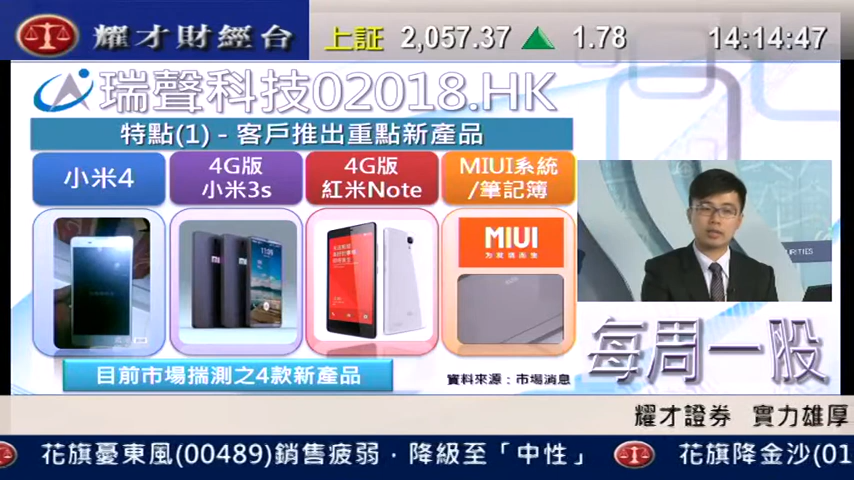 耀才財經台
上証 2,057.37 1.78
14:14:47
瑞聲科技02018.HK
特點(1) - 客戶推出重點新產品
小米4
4G版
小米3s
4G版
紅米Note
MIUI系統
/筆記簿
MIUI
為發燒而生
URITIES
目前市場揣測之4款新產品
資料來源：市場消息
每周一股
耀才證券 實力雄厚
花旗憂東風(00489)銷售疲弱．降級至「中性」
花旗降金沙(01